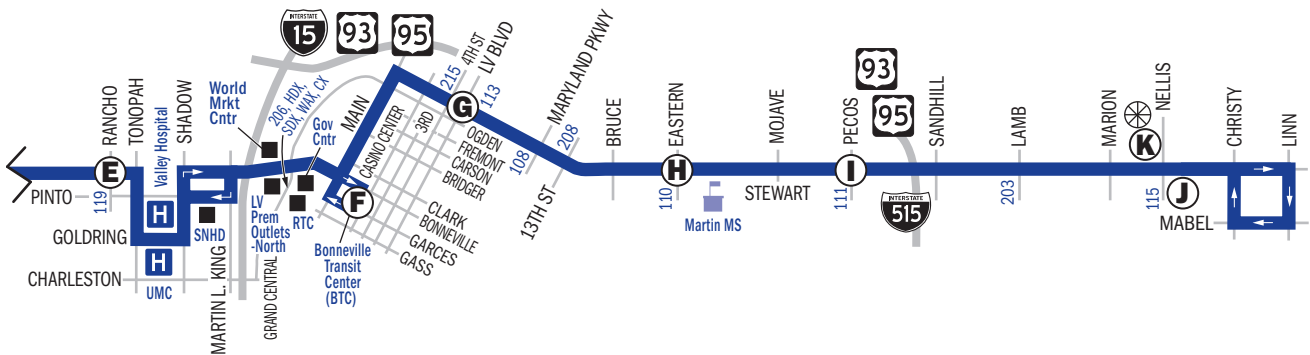 INTERSTATE
15
93
95
4TH ST
LV BLVD
215
113
MARYLAND PKWY
208
93
95
RANCHO
TONOPAH
Valley Hospital
SHADOW
World
Mrkt
Cntr
206, HDX,
SDX, WAX, CX
Gov
Cntr
MAIN
CASINO CENTER
3RD
G
OGDEN
FREMONT
CARSON
BRIDGER
108
13TH ST
BRUCE
EASTERN
MOJAVE
PECOS
SANDHILL
LAMB
MARION
NELLIS
K
CHRISTY
LINN
E
H
I
PINTO
119
H
GOLDRING
SNHD
LV
Prem
Outlets
-North
RTC
F
CLARK
BONNEVILLE
GARCES
GASS
110
Martin MS
STEWART
111
INTERSTATE
515
203
115
J
MABEL
H
UMC
CHARLESTON
MARTIN L. KING
GRAND CENTRAL
Bonneville
Transit
Center
(BTC)